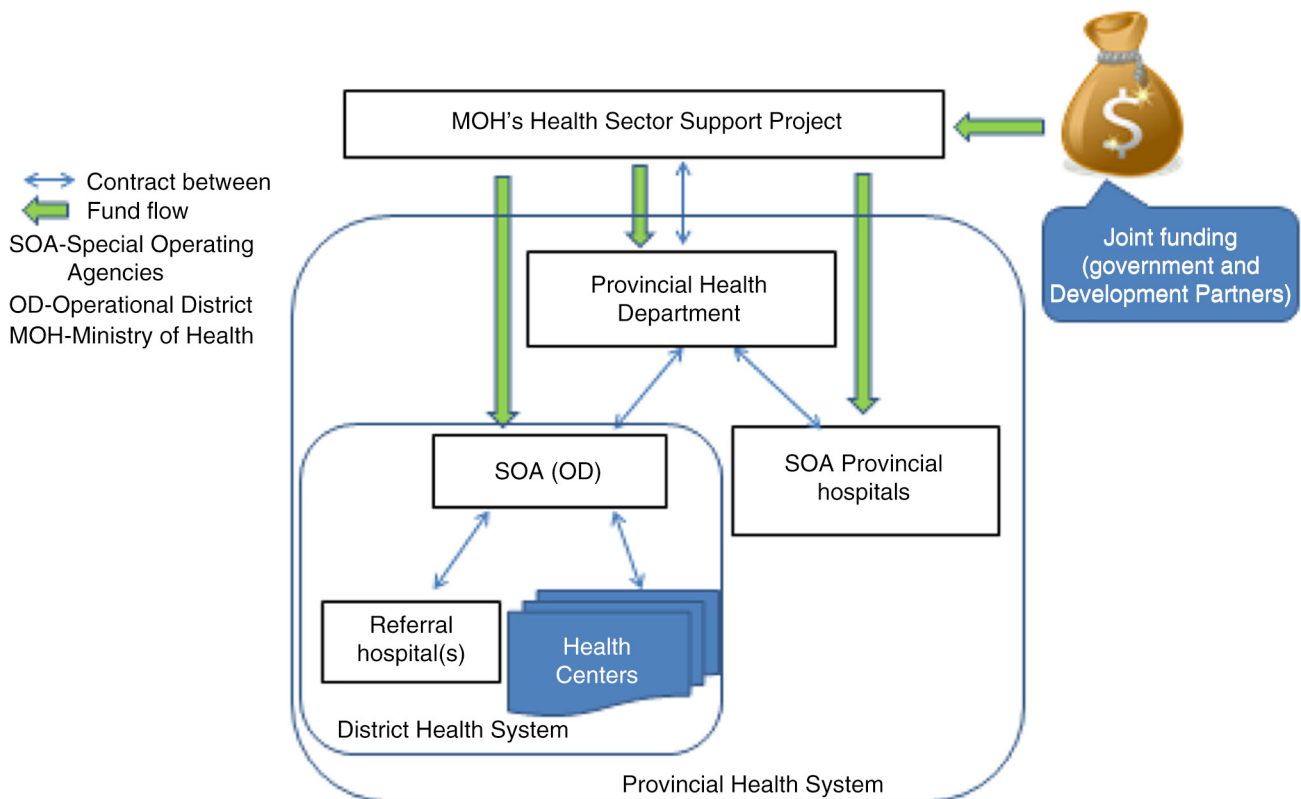 MOH's Health Sector Support Project
$
Contract between
Fund flow
SOA-Special Operating
Agencies
OD-Operational District
MOH-Ministry of Health
Joint funding
(government and
Development Partners)
Provincial Health
Department
SOA (OD)
SOA Provincial
hospitals
Referral
hospital(s)
Health
Centers
District Health System
Provincial Health System